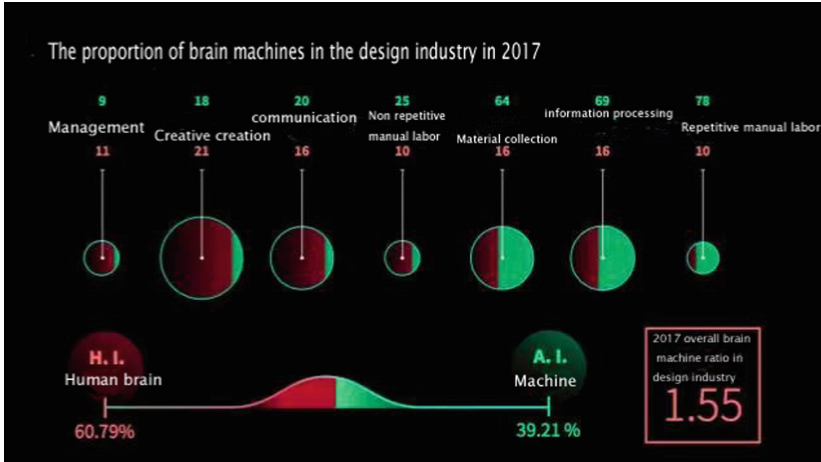 The proportion of brain machines in the design industry in 2017
9
Management
11
18
Creative creation
21
20
communication
16
25
Non repetitive
manual labor
10
64
Material collection
16
69
information processing
16
78
Repetitive manual labor
10
H. I.
Human brain
60.79%
A. I.
Machine
39.21 %
2017 overall brain
machine ratio in
design industry
1.55